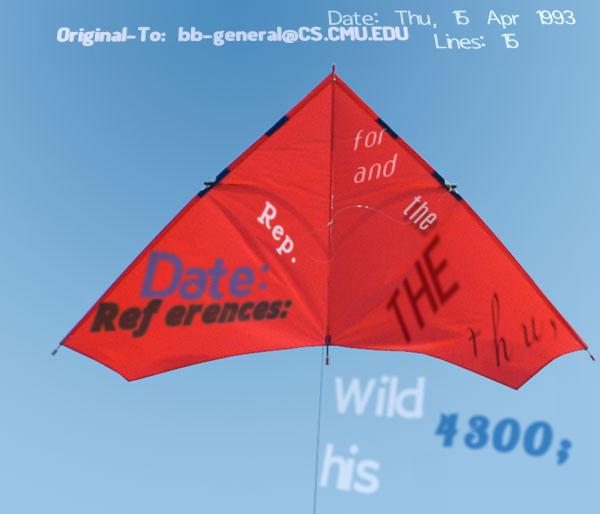 Date: Thu, 15 Apr 1993
Original-To: bb-general@CS.CMU.EDU
Lines: 15
for
and
the
Rep.
Date:
References:
THE
Thu,
Wild
4300;
his